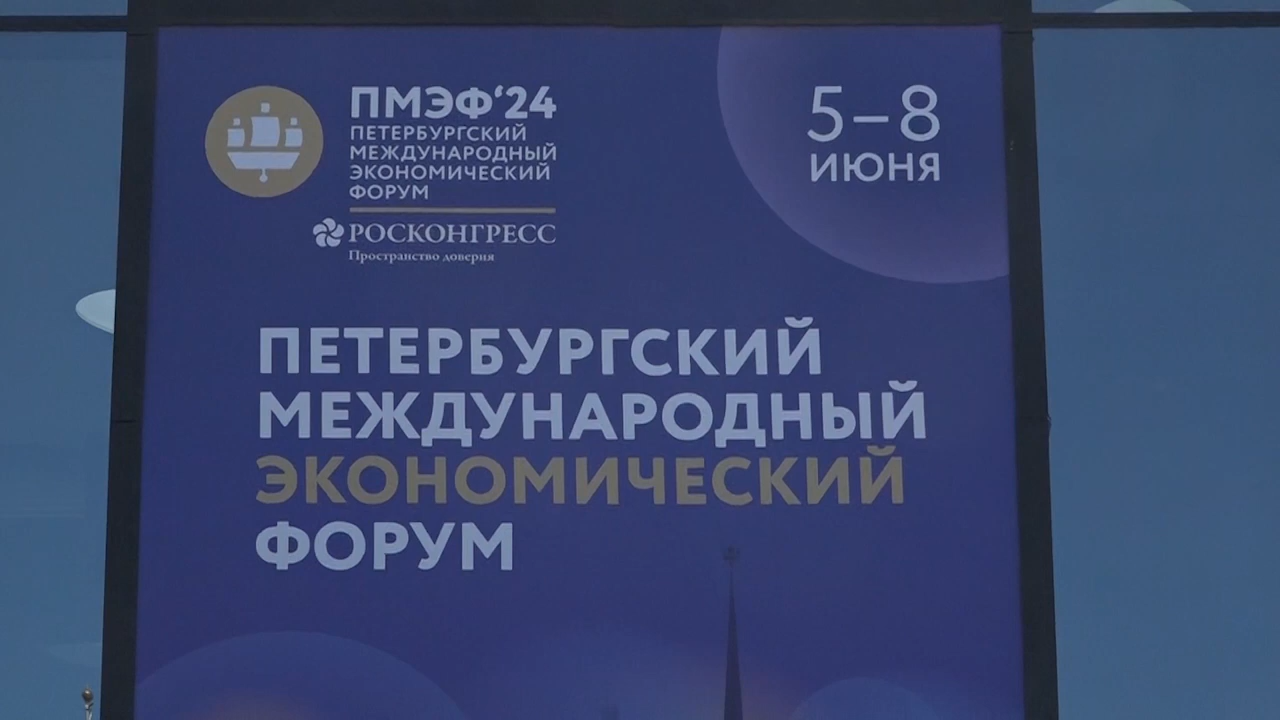 ПМЭФ‘24
ПЕТЕРБУРГСКИЙ
МЕЖДУНАРОДНЫЙ
ЭКОНОМИЧЕСКИЙ
ФОРУМ
РОСКОНГРЕСС
Пространство доверия
5–8
ИЮНЯ
ПЕТЕРБУРГСКИЙ
МЕЖДУНАРОДНЫЙ
ЭКОНОМИЧЕСКИЙ
ФОРУМ